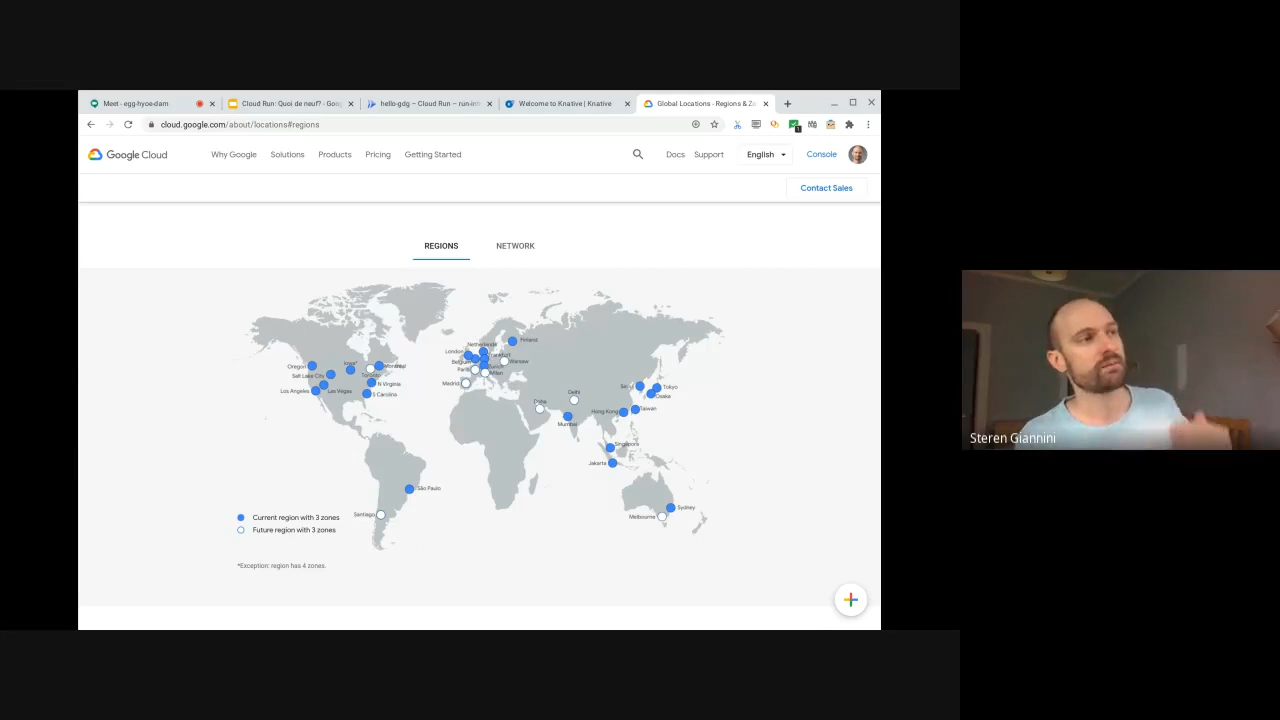 Meet - egg-hyoe-dam
Cloud Run: Quoi de neuf? - Goo
hello-gdg – Cloud Run – run-int
Welcome to Knative | Knative
Global Locations - Regions & Zo
cloud.google.com/about/locations#regions
Google Cloud
Why Google
Solutions
Products
Pricing
Getting Started
Docs
Support
English
Console
Contact Sales
REGIONS
NETWORK
Finland
Netherlands
London
Frankfurt
Belgium
Warsaw
Zurich
Paris
Milan
Madrid
Oregon
Iowa*
Montréal
Salt Lake City
Toronto
N Virginia
Los Angeles
Las Vegas
S Carolina
Tokyo
Osaka
Delhi
Doha
Hong Kong
Taiwan
Mumbai
Singapore
Jakarta
São Paulo
Sydney
Santiago
Melbourne
Current region with 3 zones
Future region with 3 zones
*Exception: region has 4 zones.
Steren Giannini